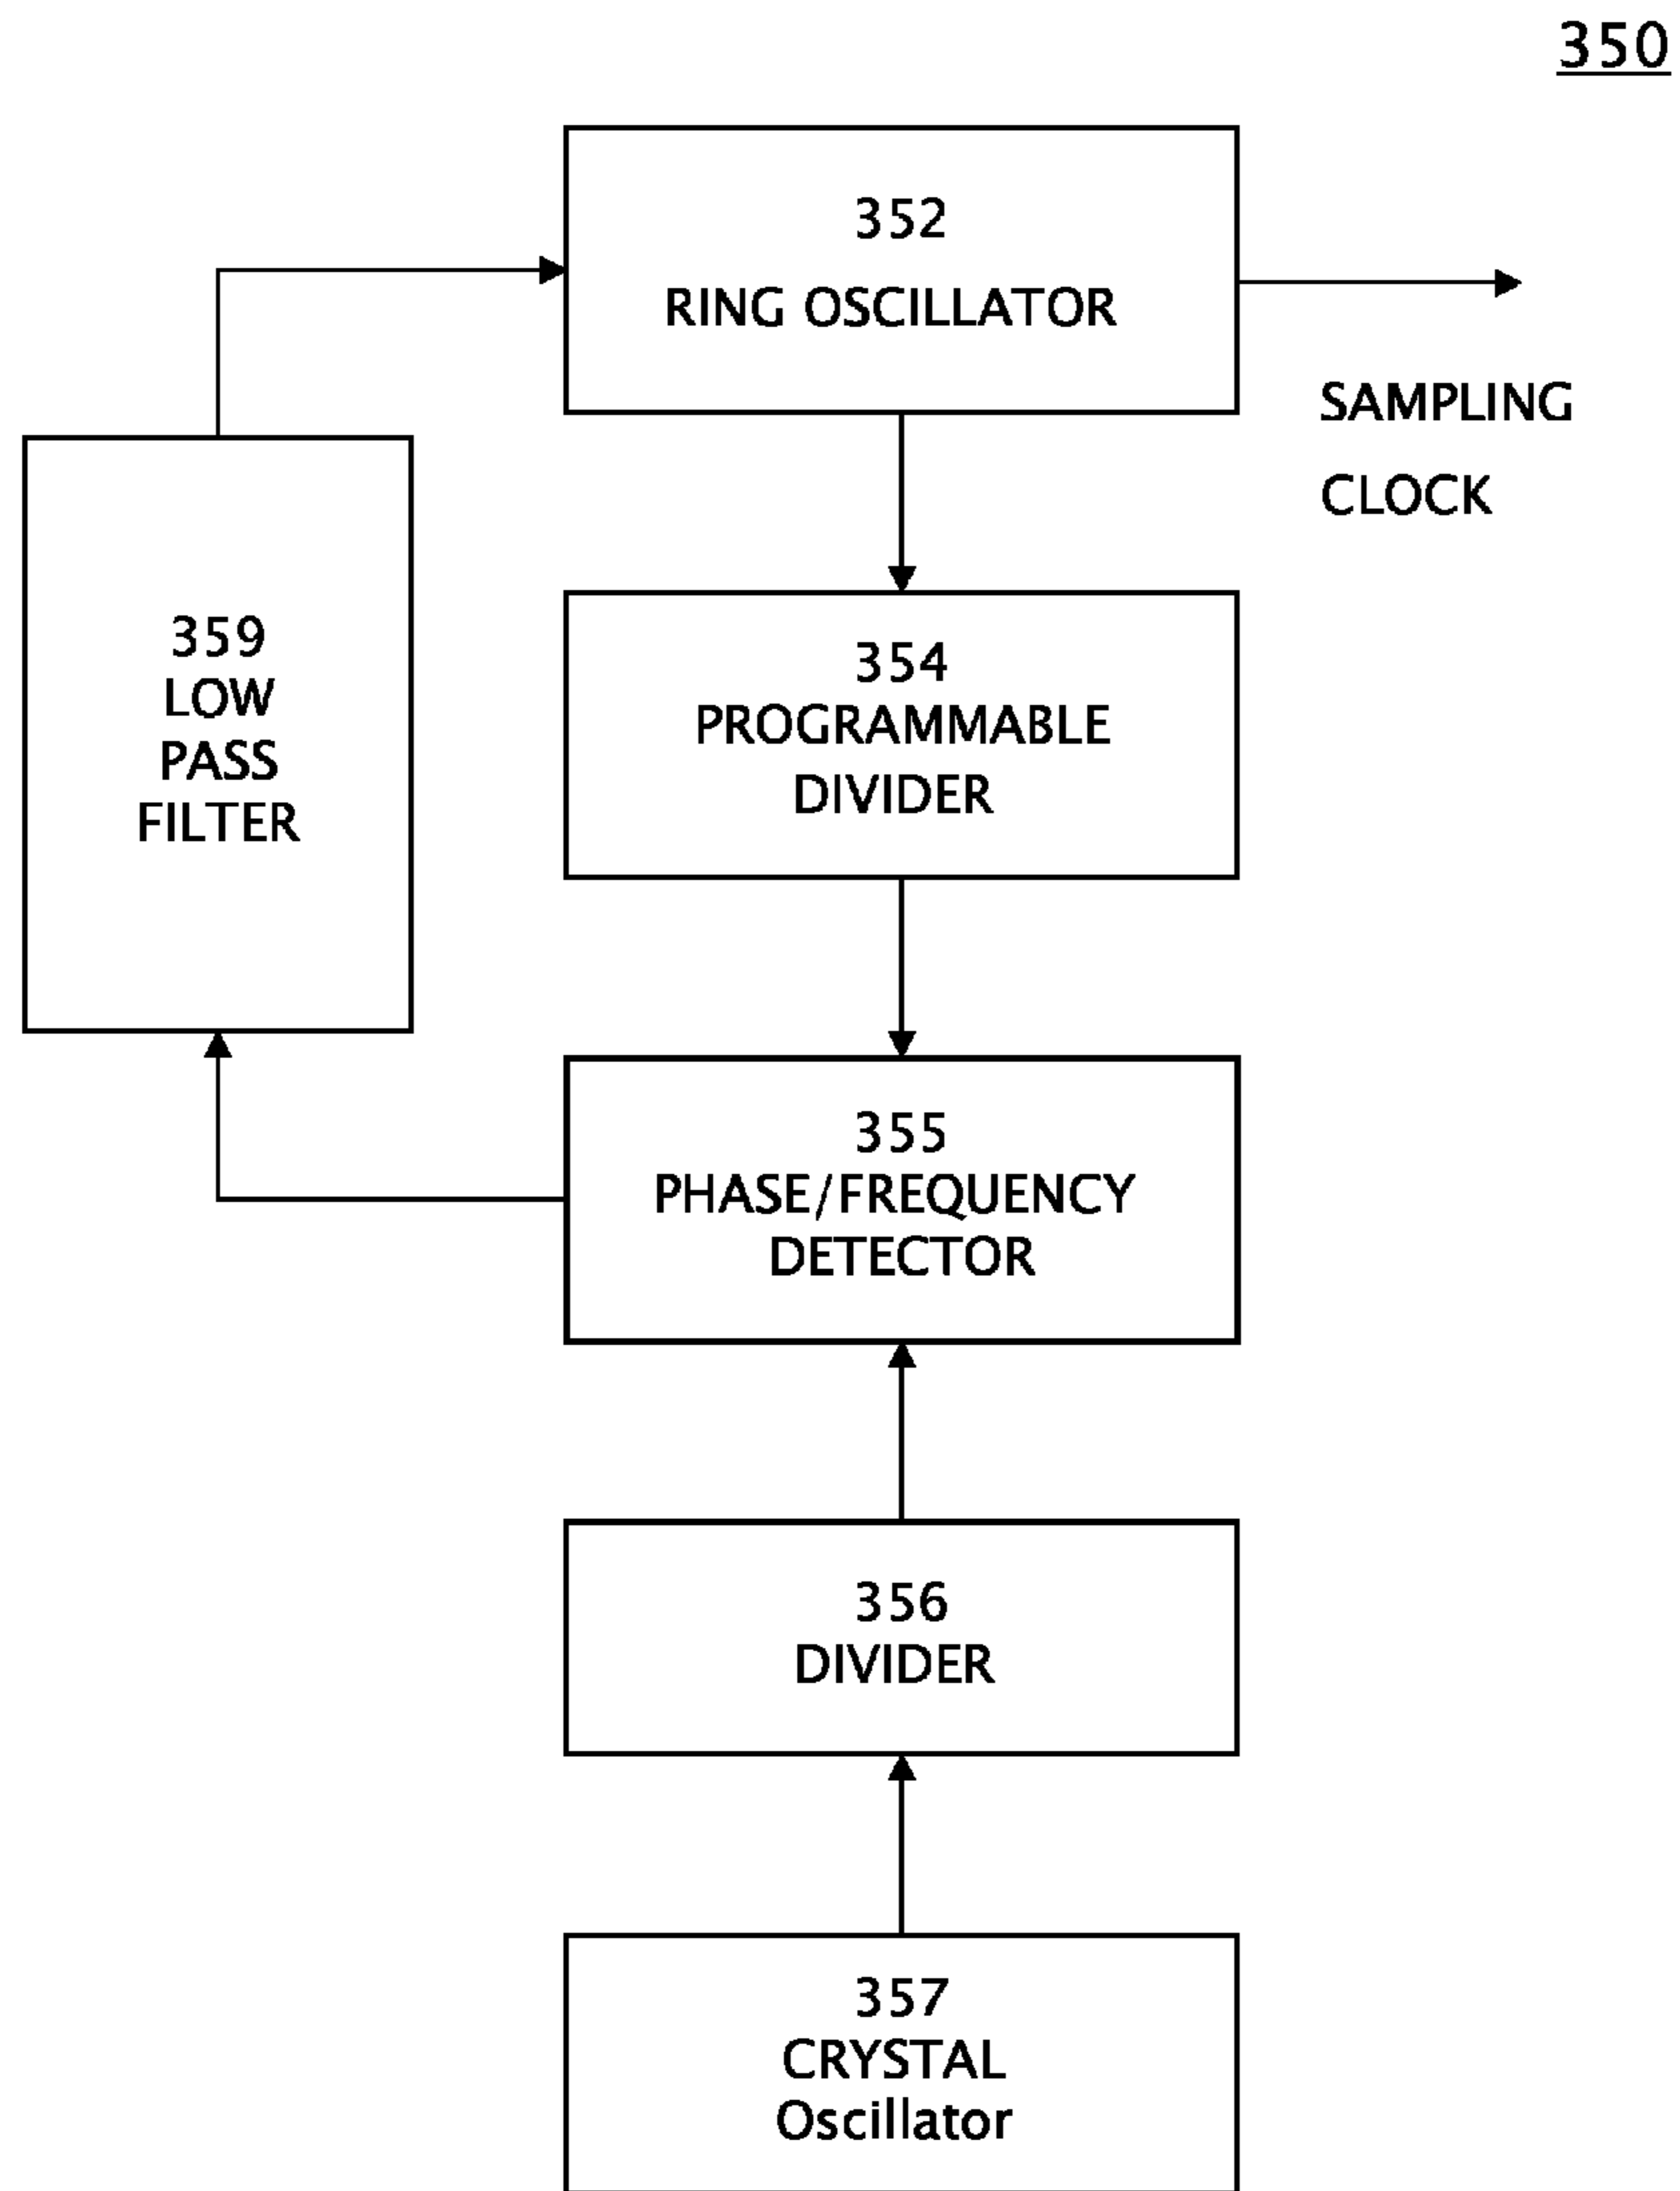 350
352
RING OSCILLATOR
SAMPLING
CLOCK
359
LOW
PASS
FILTER
354
PROGRAMMABLE
DIVIDER
355
PHASE/FREQUENCY
DETECTOR
356
DIVIDER
357
CRYSTAL
Oscillator